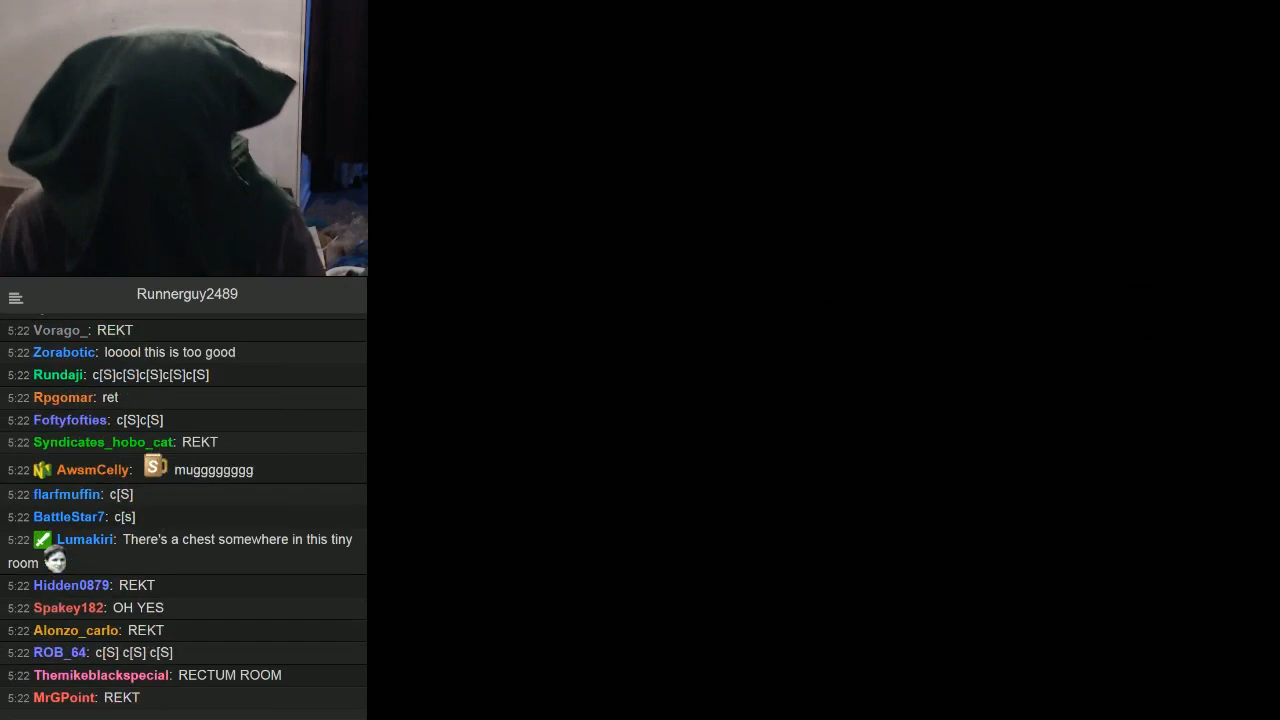 Runnerguy2489
5:22 Vorago_: REKT
5:22 Zorabotic: looool this is too good
5:22 Rundaji: c[S]c[S]c[S]c[S]c[S]
5:22 Rpgomar: ret
5:22 Foftyfofties: c[S]c[S]
5:22 Syndicates_hobo_cat: REKT
5:22 AwsmCelly: S mugggggggg
5:22 flarfmuffin: c[S]
5:22 BattleStar7: c[s]
5:22 Lumakiri: There's a chest somewhere in this tiny
room
5:22 Hidden0879: REKT
5:22 Spakey182: OH YES
5:22 Alonzo_carlo: REKT
5:22 ROB_64: c[S] c[S] c[S]
5:22 Themikeblackspecial: RECTUM ROOM
5:22 MrGPoint: REKT